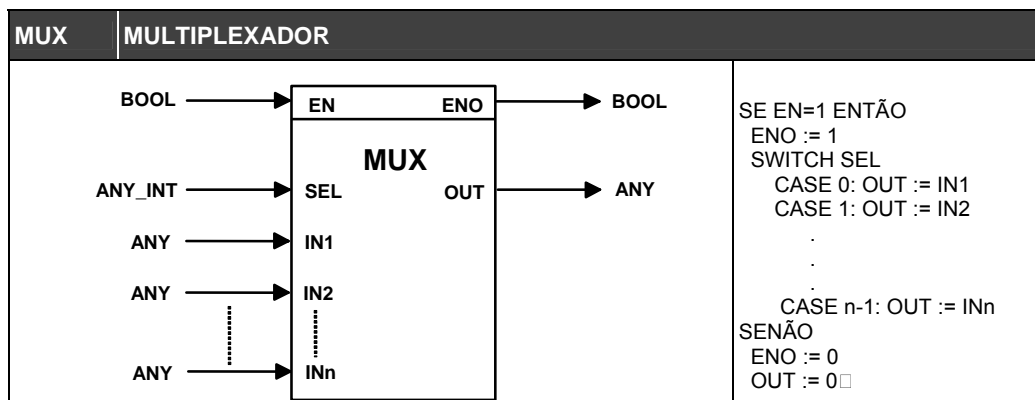 MUX MULTIPLEXADOR
BOOL EN ENO BOOL
MUX
ANY_INT SEL OUT ANY
ANY IN1
ANY IN2
ANY INn
SE EN=1 ENTÃO
ENO := 1
SWITCH SEL
CASE 0: OUT := IN1
CASE 1: OUT := IN2
.
.
.
CASE n-1: OUT := INn
SENÃO
ENO := 0
OUT := 0□